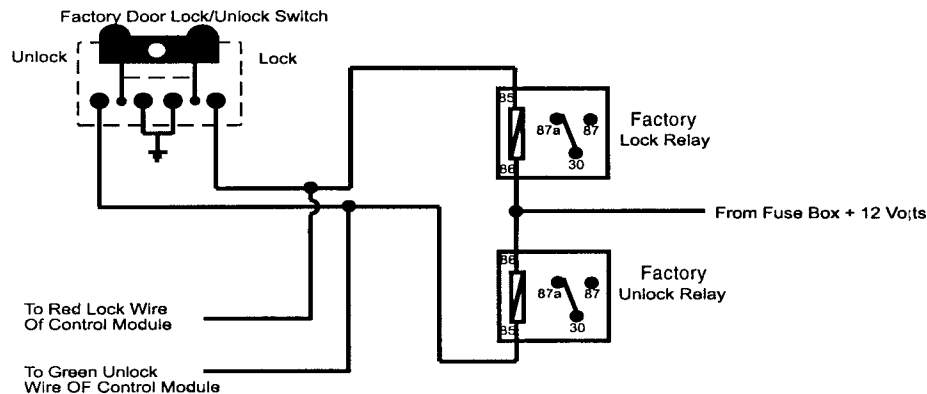 Factory Door Lock/Unlock Switch
Unlock
Lock
85
87a
87
30
86
Factory
Lock Relay
From Fuse Box + 12 Vo;ts
86
87a
87
30
85
Factory
Unlock Relay
To Red Lock Wire
Of Control Module
To Green Unlock
Wire OF Control Module